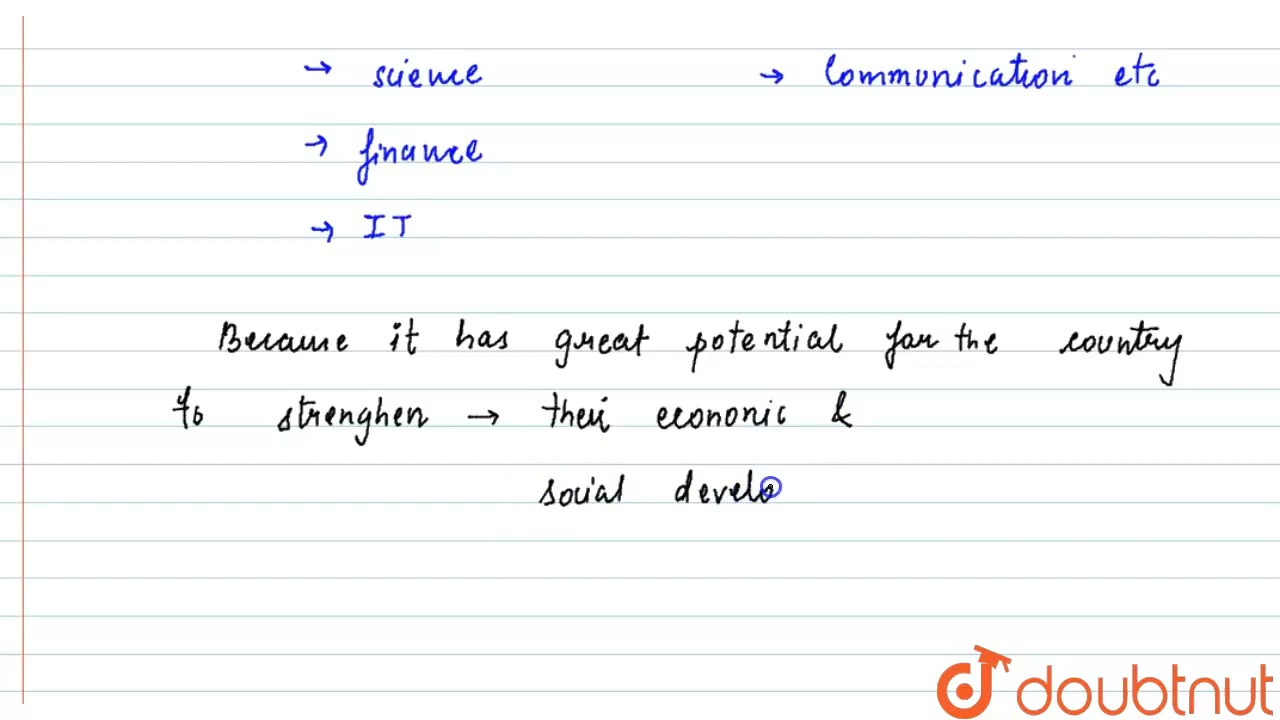 → science → Communication etc
→ finance
→ IT
Because it has great potential for the country
to strenghen → their econonic &
social develo
doubtnut